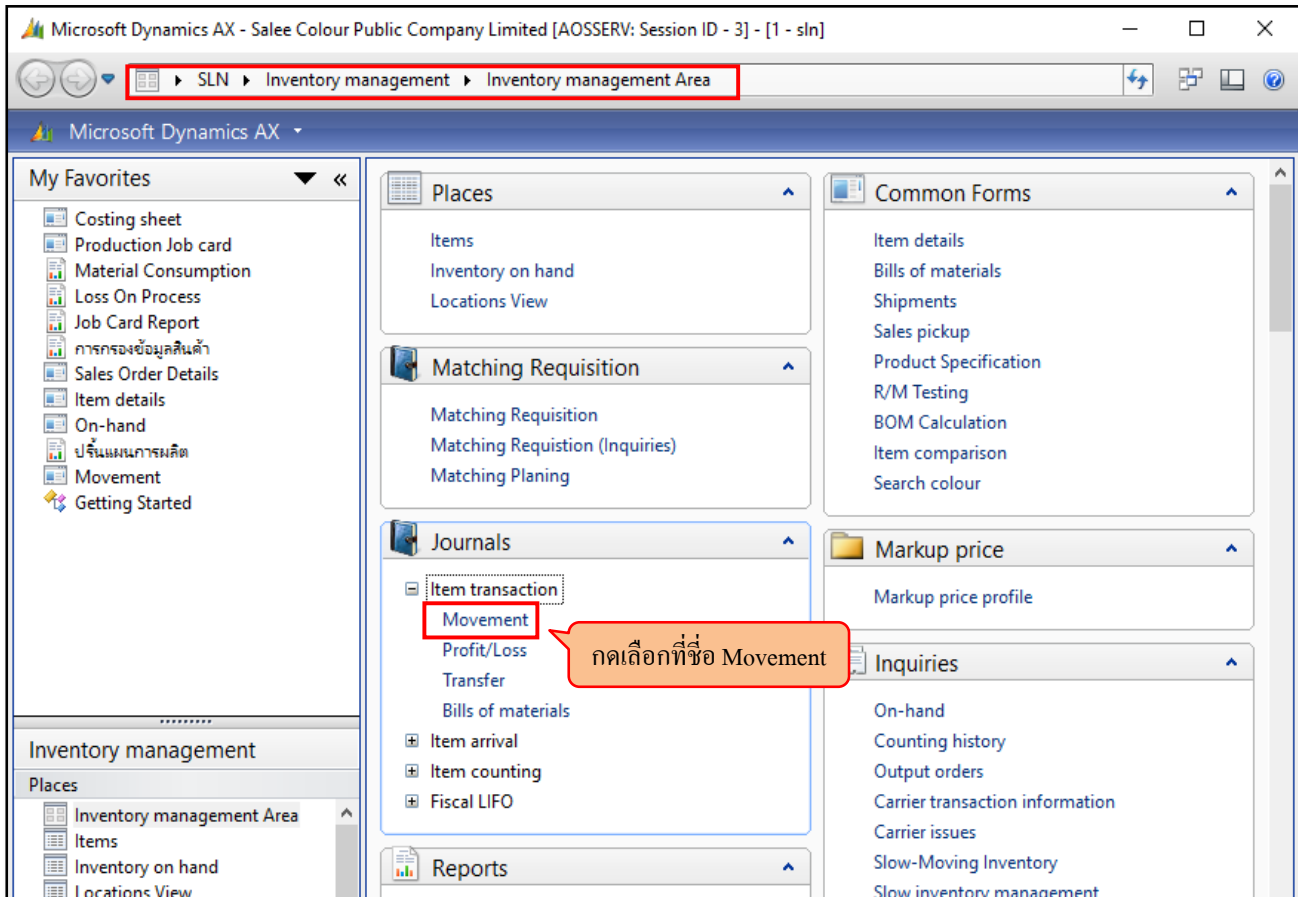 Microsoft Dynamics AX - Salee Colour Public Company Limited [AOSSERV: Session ID - 3] - [1 - sln]
SLN Inventory management Inventory management Area
Microsoft Dynamics AX
My Favorites
Costing sheet
Production Job card
Material Consumption
Loss On Process
Job Card Report
การกรองข้อมูลสินค้า
Sales Order Details
Item details
On-hand
ปริ้นแผนการผลิต
Movement
Getting Started
Inventory management
Places
Inventory management Area
Items
Inventory on hand
Locations View
Places
Items
Inventory on hand
Locations View
Matching Requisition
Matching Requisition
Matching Requistion (Inquiries)
Matching Planing
Journals
Item transaction
Movement
กดเลือกที่ชื่อ Movement
Profit/Loss
Transfer
Bills of materials
Item arrival
Item counting
Fiscal LIFO
Reports
Common Forms
Item details
Bills of materials
Shipments
Sales pickup
Product Specification
R/M Testing
BOM Calculation
Item comparison
Search colour
Markup price
Markup price profile
Inquiries
On-hand
Counting history
Output orders
Carrier transaction information
Carrier issues
Slow-Moving Inventory
Slow inventory management